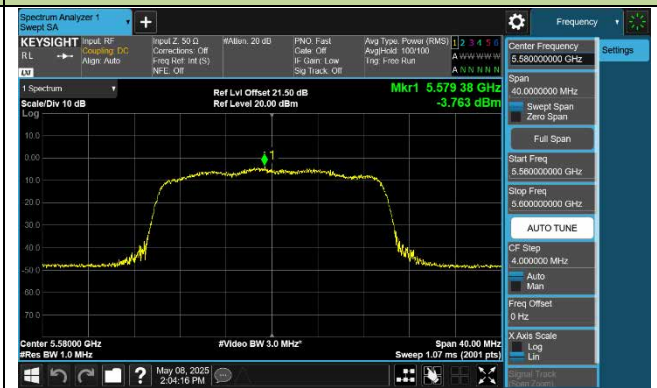 Spectrum Analyzer 1
Swept SA
Frequency
KEYSIGHT
RL
LXI
Input: RF
Coupling: DC
Align: Auto
Input Z: 50 Ω
Corrections: Off
Freq Ref: Int (S)
NFE: Off
#Atten: 20 dB
PNO: Fast
Gate: Off
IF Gain: Low
Sig Track: Off
Avg Type: Power (RMS)
Avg|Hold: 100/100
Trig: Free Run
1 2 3 4 5 6
A W W W W W
A N N N N N
1 Spectrum
Scale/Div 10 dB
Log
Ref Lvl Offset 21.50 dB
Ref Level 20.00 dBm
Mkr1 5.579 38 GHz
-3.763 dBm
10.0
0.00
1
-10.0
-20.0
-30.0
-40.0
-50.0
-60.0
-70.0
Center 5.58000 GHz
#Res BW 1.0 MHz
#Video BW 3.0 MHz*
Span 40.00 MHz
Sweep 1.07 ms (2001 pts)
Center Frequency
5.580000000 GHz
Settings
Span
40.0000000 MHz
Swept Span
Zero Span
Full Span
Start Freq
5.560000000 GHz
Stop Freq
5.600000000 GHz
AUTO TUNE
CF Step
4.000000 MHz
Auto
Man
Freq Offset
0 Hz
X Axis Scale
Log
Lin
Signal Track
(Span Zoom)
?
May 08, 2025
2:04:16 PM